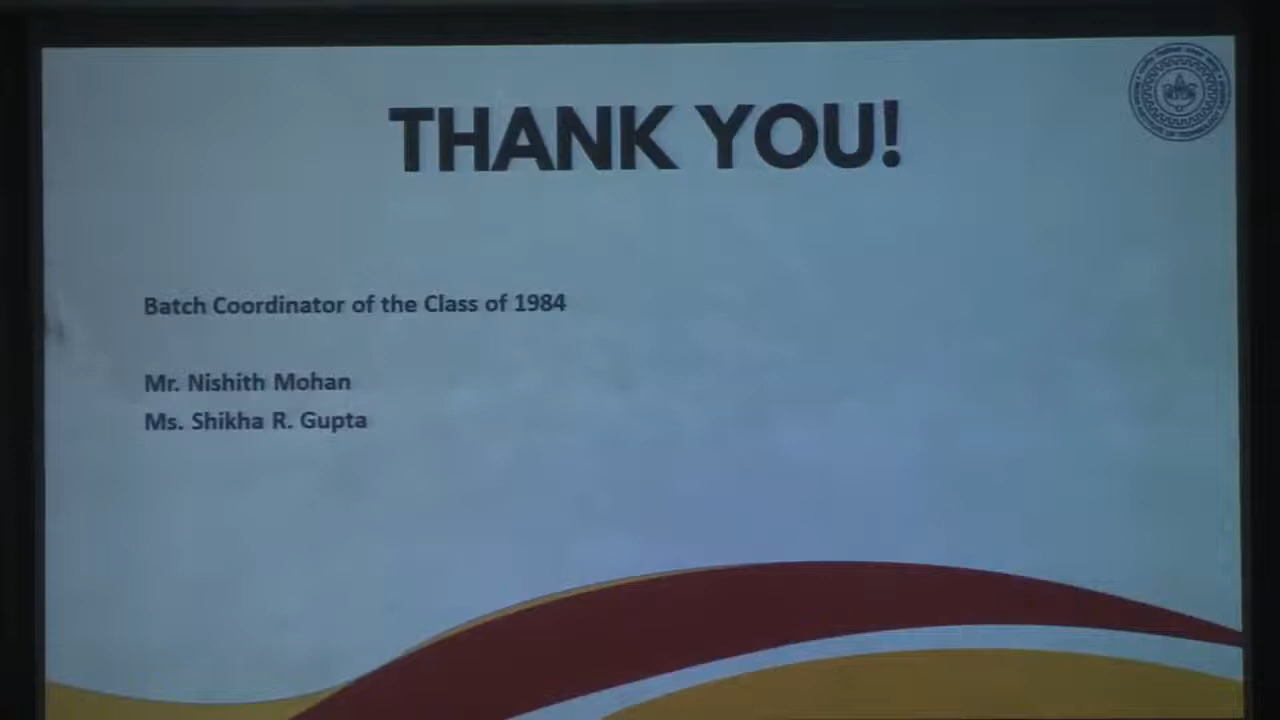 THANK YOU!
Batch Coordinator of the Class of 1984
Mr. Nishith Mohan
Ms. Shikha R. Gupta